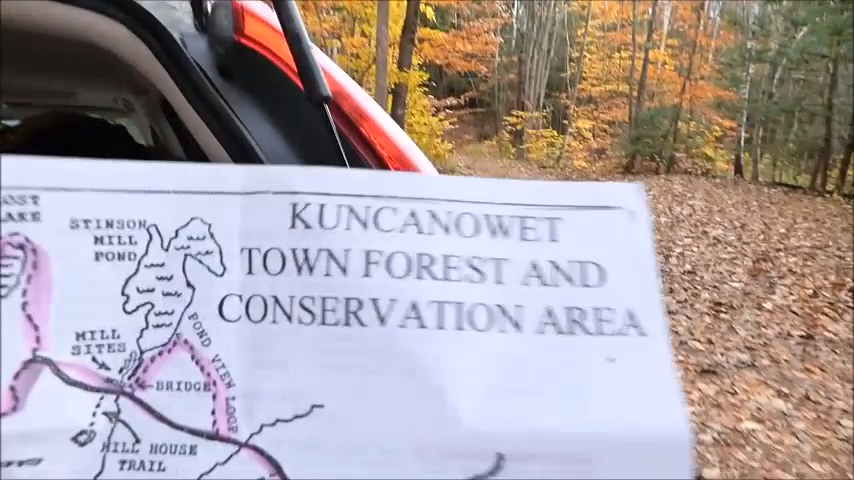 KUNCANOWET
TOWN FOREST AND
CONSERVATION AREA
LAKE
STINSON
MILL
POND
MILL
SITES
POND VIEW
LOOP
BRIDGE
MILL HOUSE
TRAIL